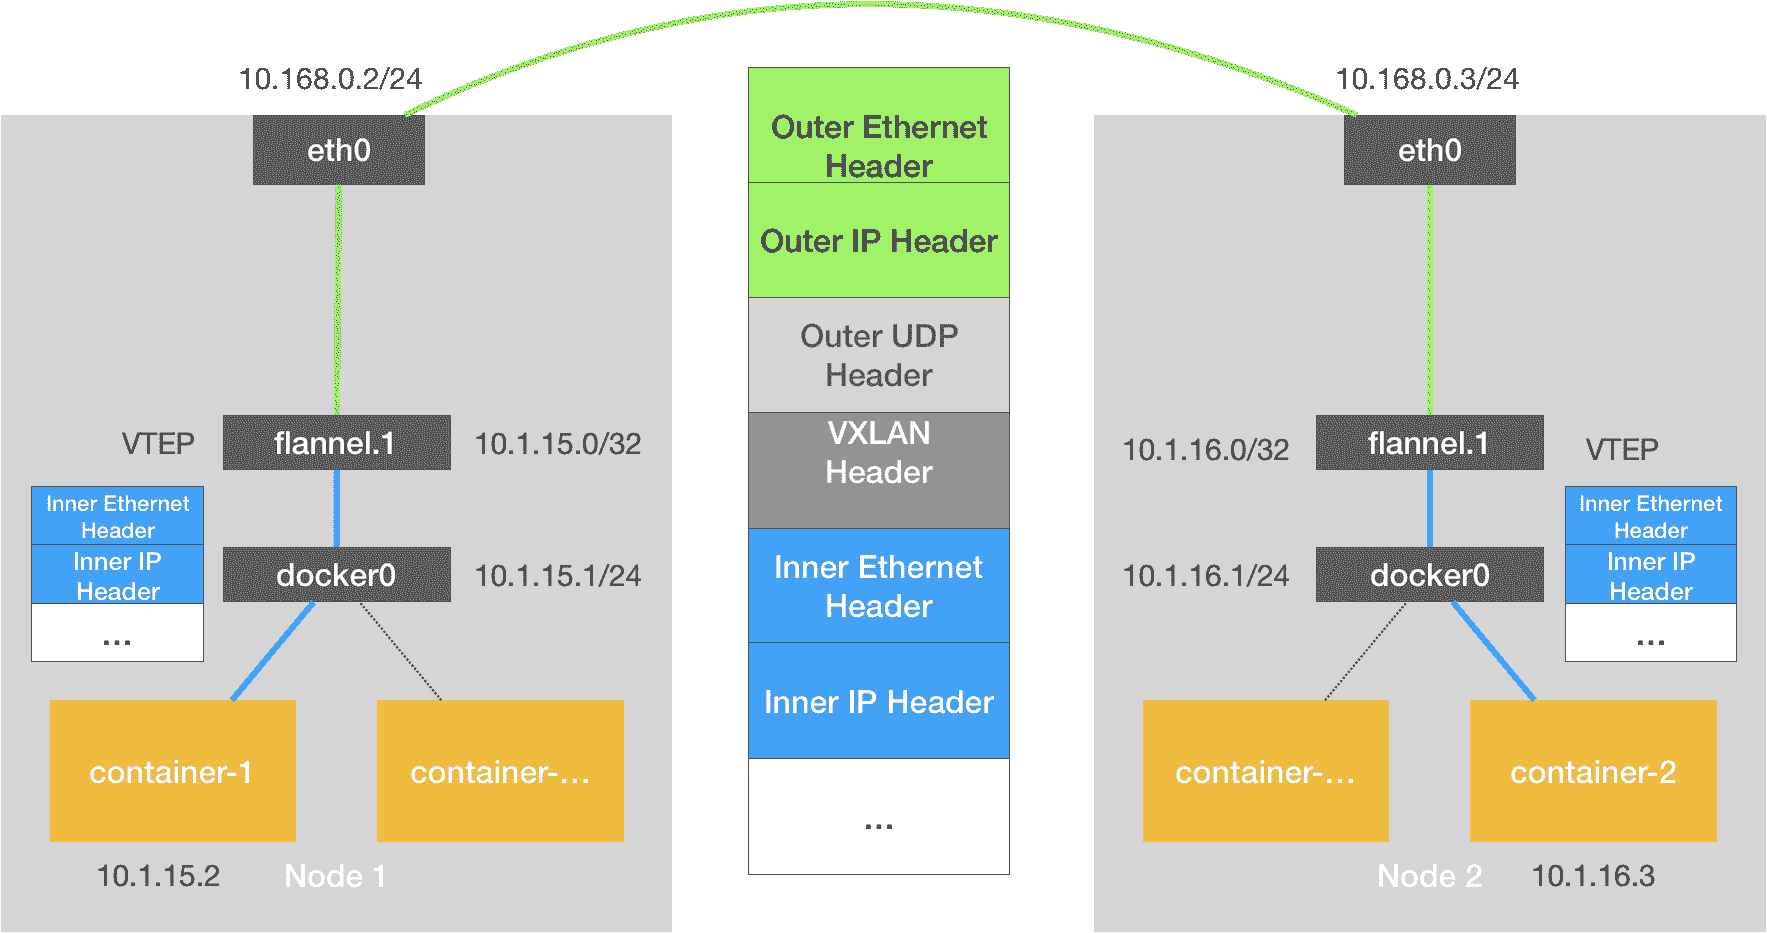 10.168.0.2/24
eth0
VTEP
flannel.1
10.1.15.0/32
Inner Ethernet
Header
Inner IP
Header
...
docker0
10.1.15.1/24
container-1
container-...
10.1.15.2
Node 1
Outer Ethernet
Header
Outer IP Header
Outer UDP
Header
VXLAN
Header
Inner Ethernet
Header
Inner IP Header
...
10.168.0.3/24
eth0
10.1.16.0/32
flannel.1
VTEP
10.1.16.1/24
docker0
Inner Ethernet
Header
Inner IP
Header
...
container-...
container-2
Node 2
10.1.16.3